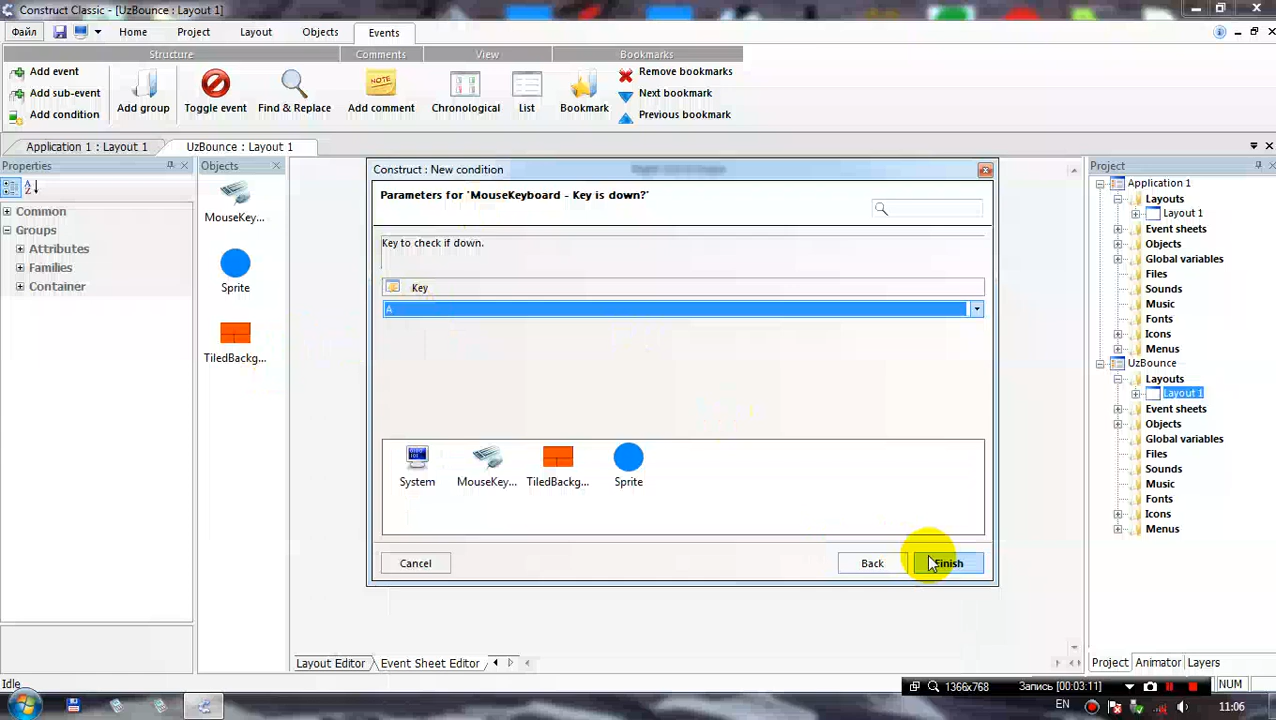 Construct Classic - [UzBounce : Layout 1]
Файл
Home
Project
Layout
Objects
Events
Structure
Comments
View
Bookmarks
Add event
Add sub-event
Add condition
Add group
Toggle event
Find & Replace
NOTE
Add comment
Chronological
List
Bookmark
Remove bookmarks
Next bookmark
Previous bookmark
Application 1 : Layout 1
UzBounce : Layout 1
Properties
Common
Groups
Attributes
Families
Container
Objects
MouseKey...
Sprite
TiledBackg...
Construct : New condition
Parameters for 'MouseKeyboard - Key is down?'
Key to check if down.
Key
A
System
MouseKey...
TiledBackg...
Sprite
Cancel
Back
Finish
Layout Editor
Event Sheet Editor
Project
Application 1
Layouts
Layout 1
Event sheets
Objects
Global variables
Files
Sounds
Music
Fonts
Icons
Menus
UzBounce
Layouts
Layout 1
Event sheets
Objects
Global variables
Files
Sounds
Music
Fonts
Icons
Menus
Project
Animator
Layers
Idle
1366x768
Запись [00:03:11]
NUM
EN
11:06